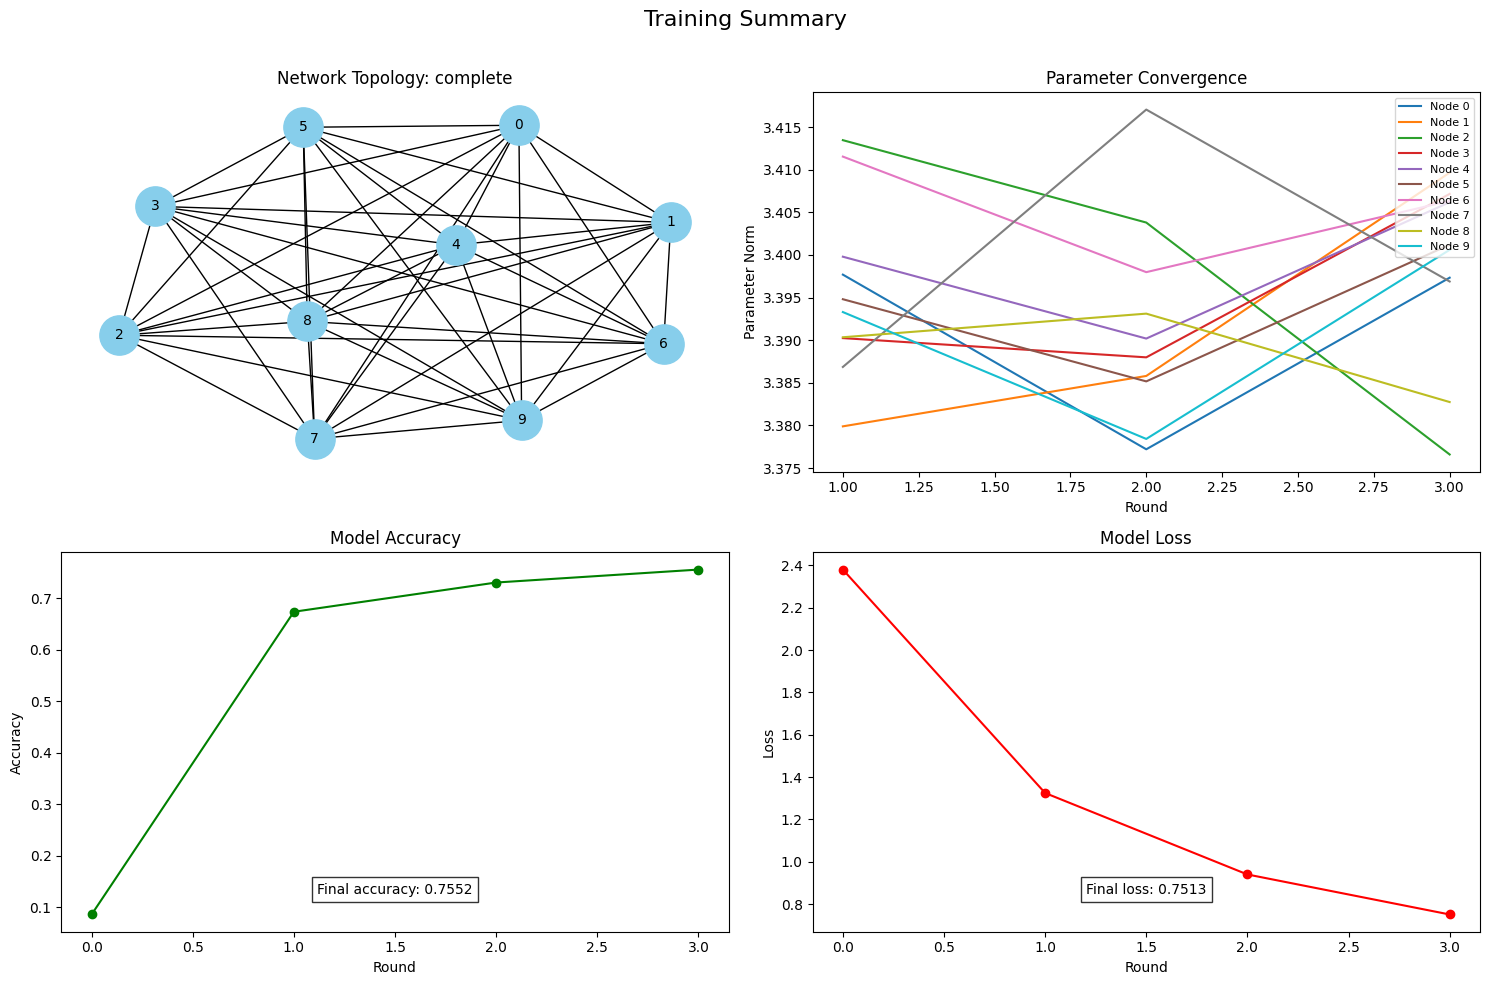 Training Summary
Network Topology: complete
5
0
3
1
4
8
2
6
9
7
Parameter Convergence
Parameter Norm
3.415
3.410
3.405
3.400
3.395
3.390
3.385
3.380
3.375
1.00 1.25 1.50 1.75 2.00 2.25 2.50 2.75 3.00
Round
Node 0
Node 1
Node 2
Node 3
Node 4
Node 5
Node 6
Node 7
Node 8
Node 9
Model Accuracy
Accuracy
0.7
0.6
0.5
0.4
0.3
0.2
0.1
Final accuracy: 0.7552
0.0 0.5 1.0 1.5 2.0 2.5 3.0
Round
Model Loss
Loss
2.4
2.2
2.0
1.8
1.6
1.4
1.2
1.0
0.8
Final loss: 0.7513
0.0 0.5 1.0 1.5 2.0 2.5 3.0
Round